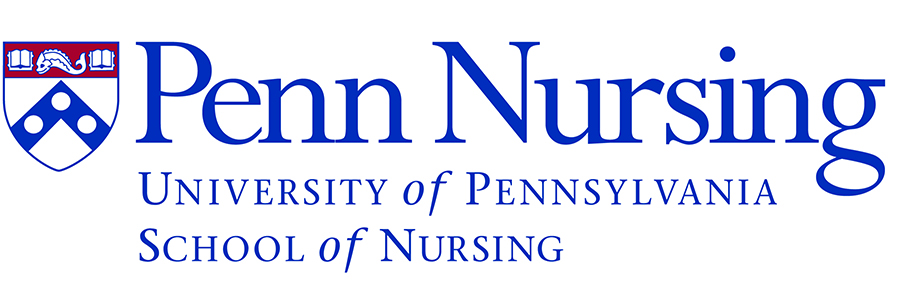 Penn Nursing
UNIVERSITY of PENNSYLVANIA
SCHOOL of NURSING